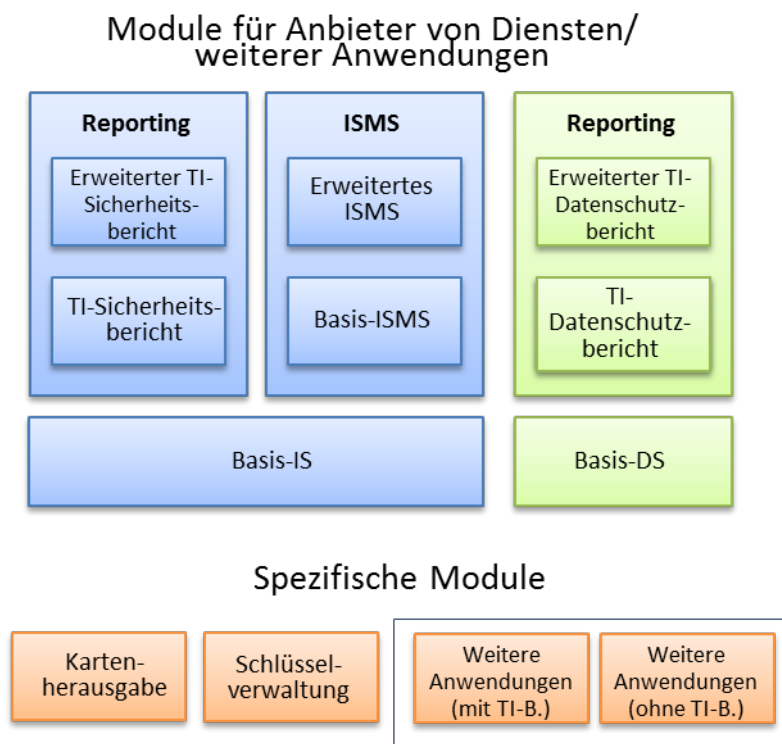 Module für Anbieter von Diensten/
weiterer Anwendungen
Reporting
Erweiterter TI-
Sicherheits-
bericht
TI-Sicherheits-
bericht
ISMS
Erweitertes
ISMS
Basis-ISMS
Reporting
Erweiterter TI-
Datenschutz-
bericht
TI-
Datenschutz-
bericht
Basis-IS
Basis-DS
Spezifische Module
Karten-
herausgabe
Schlüssel-
verwaltung
Weitere
Anwendungen
(mit TI-B.)
Weitere
Anwendungen
(ohne TI-B.)